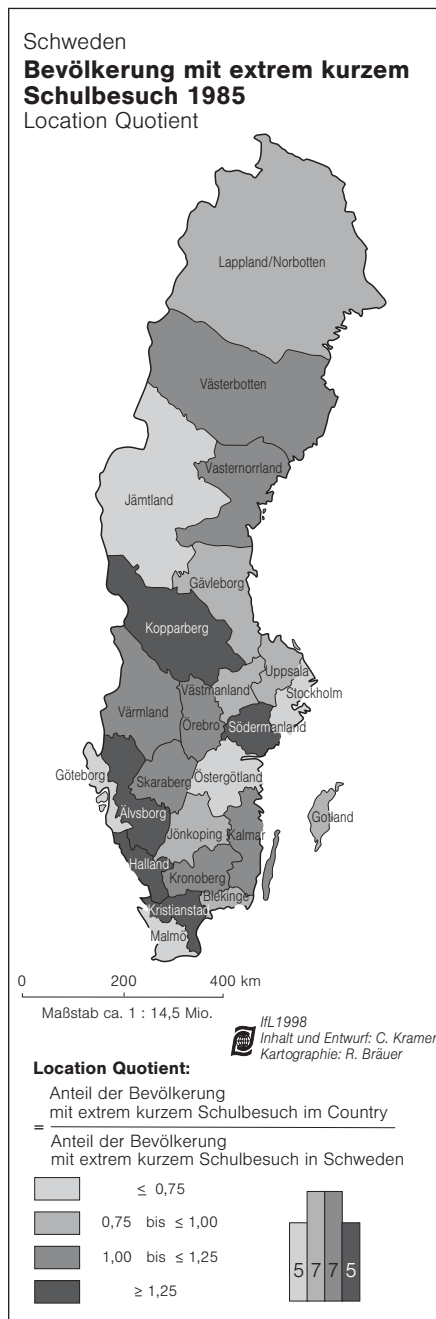 Schweden
Bevölkerung mit extrem kurzem
Schulbesuch 1985
Location Quotient
Lappland/Norbotten
Västerbotten
Vasternorrland
Jämtland
Gävleborg
Kopparberg
Uppsala
Västmanland
Stockholm
Värmland
Örebro
Södermanland
Göteborg
Skaraberg
Östergötland
Älvsborg
Gotland
Jönkoping
Kalmar
Halland
Kronoberg
Blekinge
Kristianstad
Malmö
0 200 400 km
Maßstab ca. 1 : 14,5 Mio.
IfL1998
Inhalt und Entwurf: C. Kramer
Kartographie: R. Bräuer
Location Quotient:
Anteil der Bevölkerung
mit extrem kurzem Schulbesuch im Country
=
Anteil der Bevölkerung
mit extrem kurzem Schulbesuch in Schweden
≤ 0,75
0,75 bis ≤ 1,00
1,00 bis ≤ 1,25
≥ 1,25
5 7 7 5